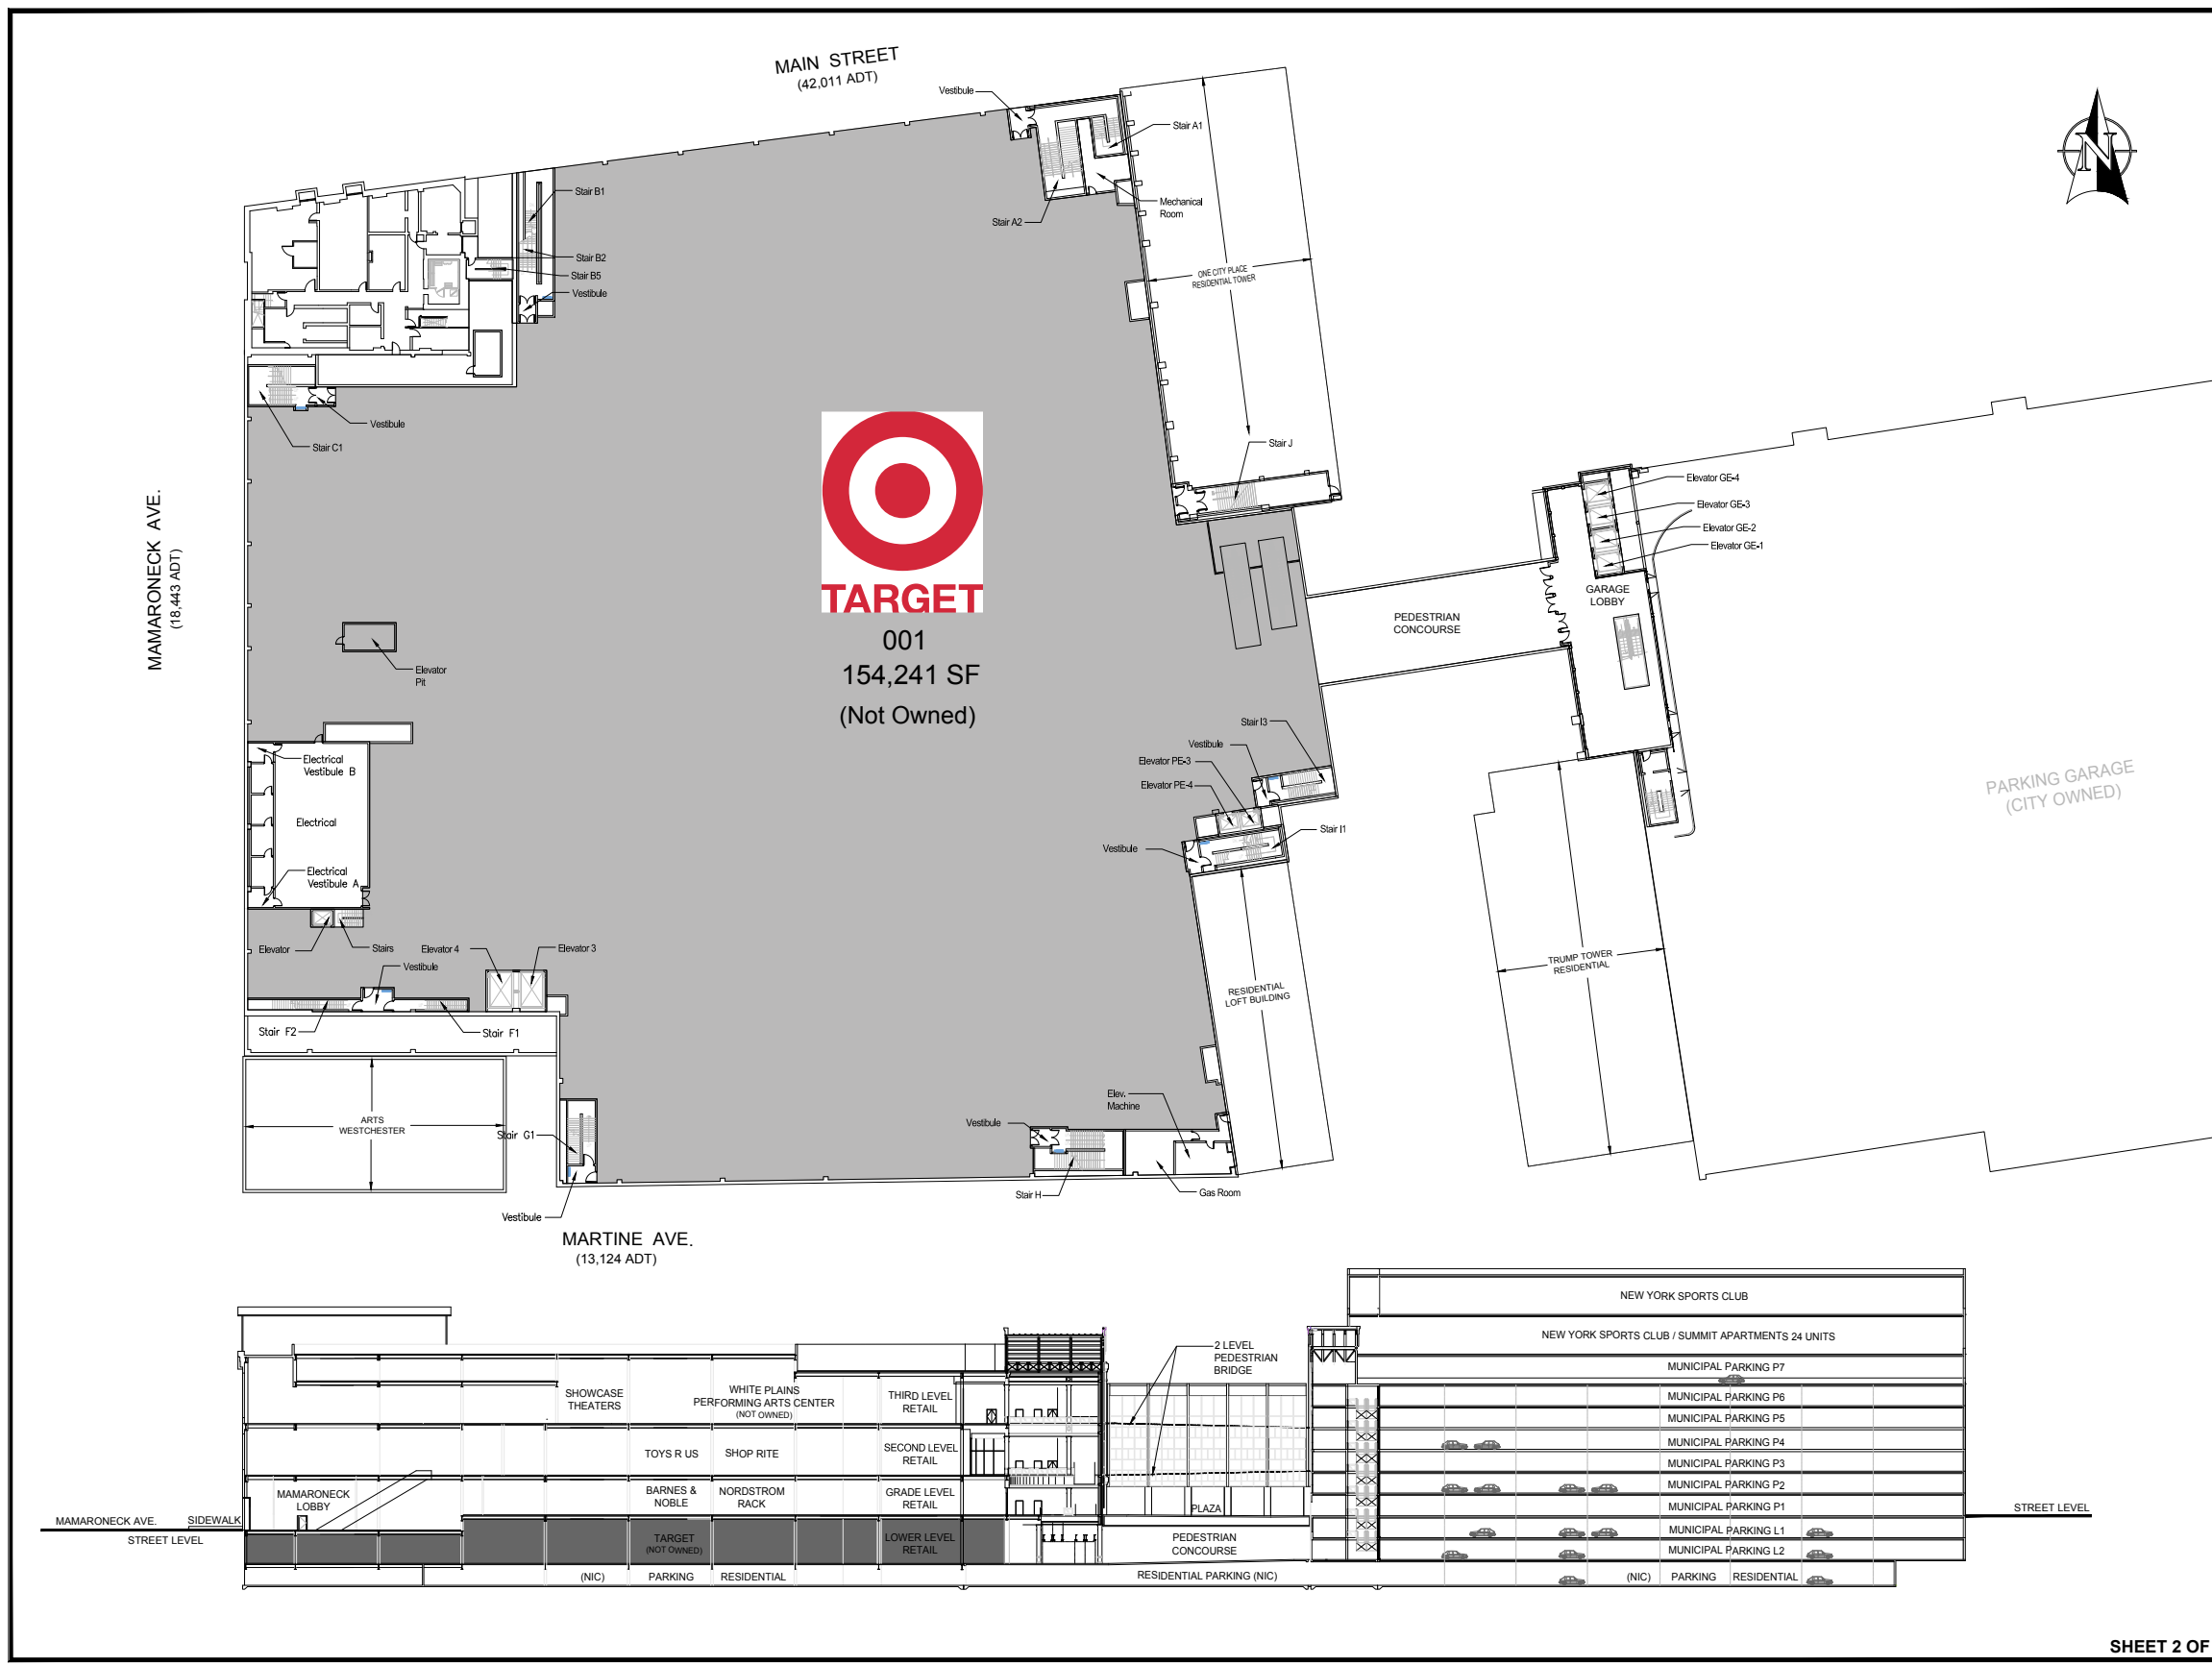 MAIN STREET
(42,011 ADT)
Vestibule
Stair A1
Mechanical
Room
Stair A2
Stair B1
Stair B2
Stair B5
Vestibule
ONE CITY PLACE
RESIDENTIAL TOWER
N
Vestibule
Stair C1
MAMARONECK AVE.
(18,443 ADT)
TARGET
001
154,241 SF
(Not Owned)
Stair J
Elevator GE-4
Elevator GE-3
Elevator GE-2
Elevator GE-1
GARAGE
LOBBY
PEDESTRIAN
CONCOURSE
Elevator
Pit
Electrical
Vestibule B
Electrical
Electrical
Vestibule A
Stair I3
Vestibule
Elevator PE-3
Elevator PE-4
Stair I1
Vestibule
PARKING GARAGE
(CITY OWNED)
Elevator
Stairs
Elevator 4
Elevator 3
Vestibule
Stair F2
Stair F1
TRUMP TOWER
RESIDENTIAL
RESIDENTIAL
LOFT BUILDING
ARTS
WESTCHESTER
Stair G1
Vestibule
Elev.
Machine
Vestibule
Stair H
Gas Room
MARTINE AVE.
(13,124 ADT)
NEW YORK SPORTS CLUB
NEW YORK SPORTS CLUB / SUMMIT APARTMENTS 24 UNITS
2 LEVEL
PEDESTRIAN
BRIDGE
MUNICIPAL PARKING P7
MUNICIPAL PARKING P6
MUNICIPAL PARKING P5
MUNICIPAL PARKING P4
MUNICIPAL PARKING P3
MUNICIPAL PARKING P2
MUNICIPAL PARKING P1
MUNICIPAL PARKING L1
MUNICIPAL PARKING L2
SHOWCASE
THEATERS
WHITE PLAINS
PERFORMING ARTS CENTER
(NOT OWNED)
THIRD LEVEL
RETAIL
TOYS R US
SHOP RITE
SECOND LEVEL
RETAIL
MAMARONECK
LOBBY
BARNES &
NOBLE
NORDSTROM
RACK
GRADE LEVEL
RETAIL
PLAZA
MAMARONECK AVE.
SIDEWALK
STREET LEVEL
STREET LEVEL
TARGET
(NOT OWNED)
LOWER LEVEL
RETAIL
PEDESTRIAN
CONCOURSE
(NIC)
PARKING
RESIDENTIAL
RESIDENTIAL PARKING (NIC)
(NIC)
PARKING
RESIDENTIAL
SHEET 2 OF